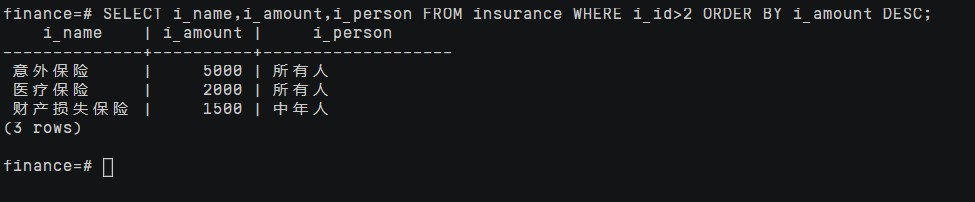 finance=# SELECT i_name,i_amount,i_person FROM insurance WHERE i_id>2 ORDER BY i_amount DESC;
    i_name    | i_amount |     i_person
--------------+----------+-------------------
 意外保险     |     5000 | 所有人
 医疗保险     |     2000 | 所有人
 财产损失保险 |     1500 | 中年人
(3 rows)

finance=#